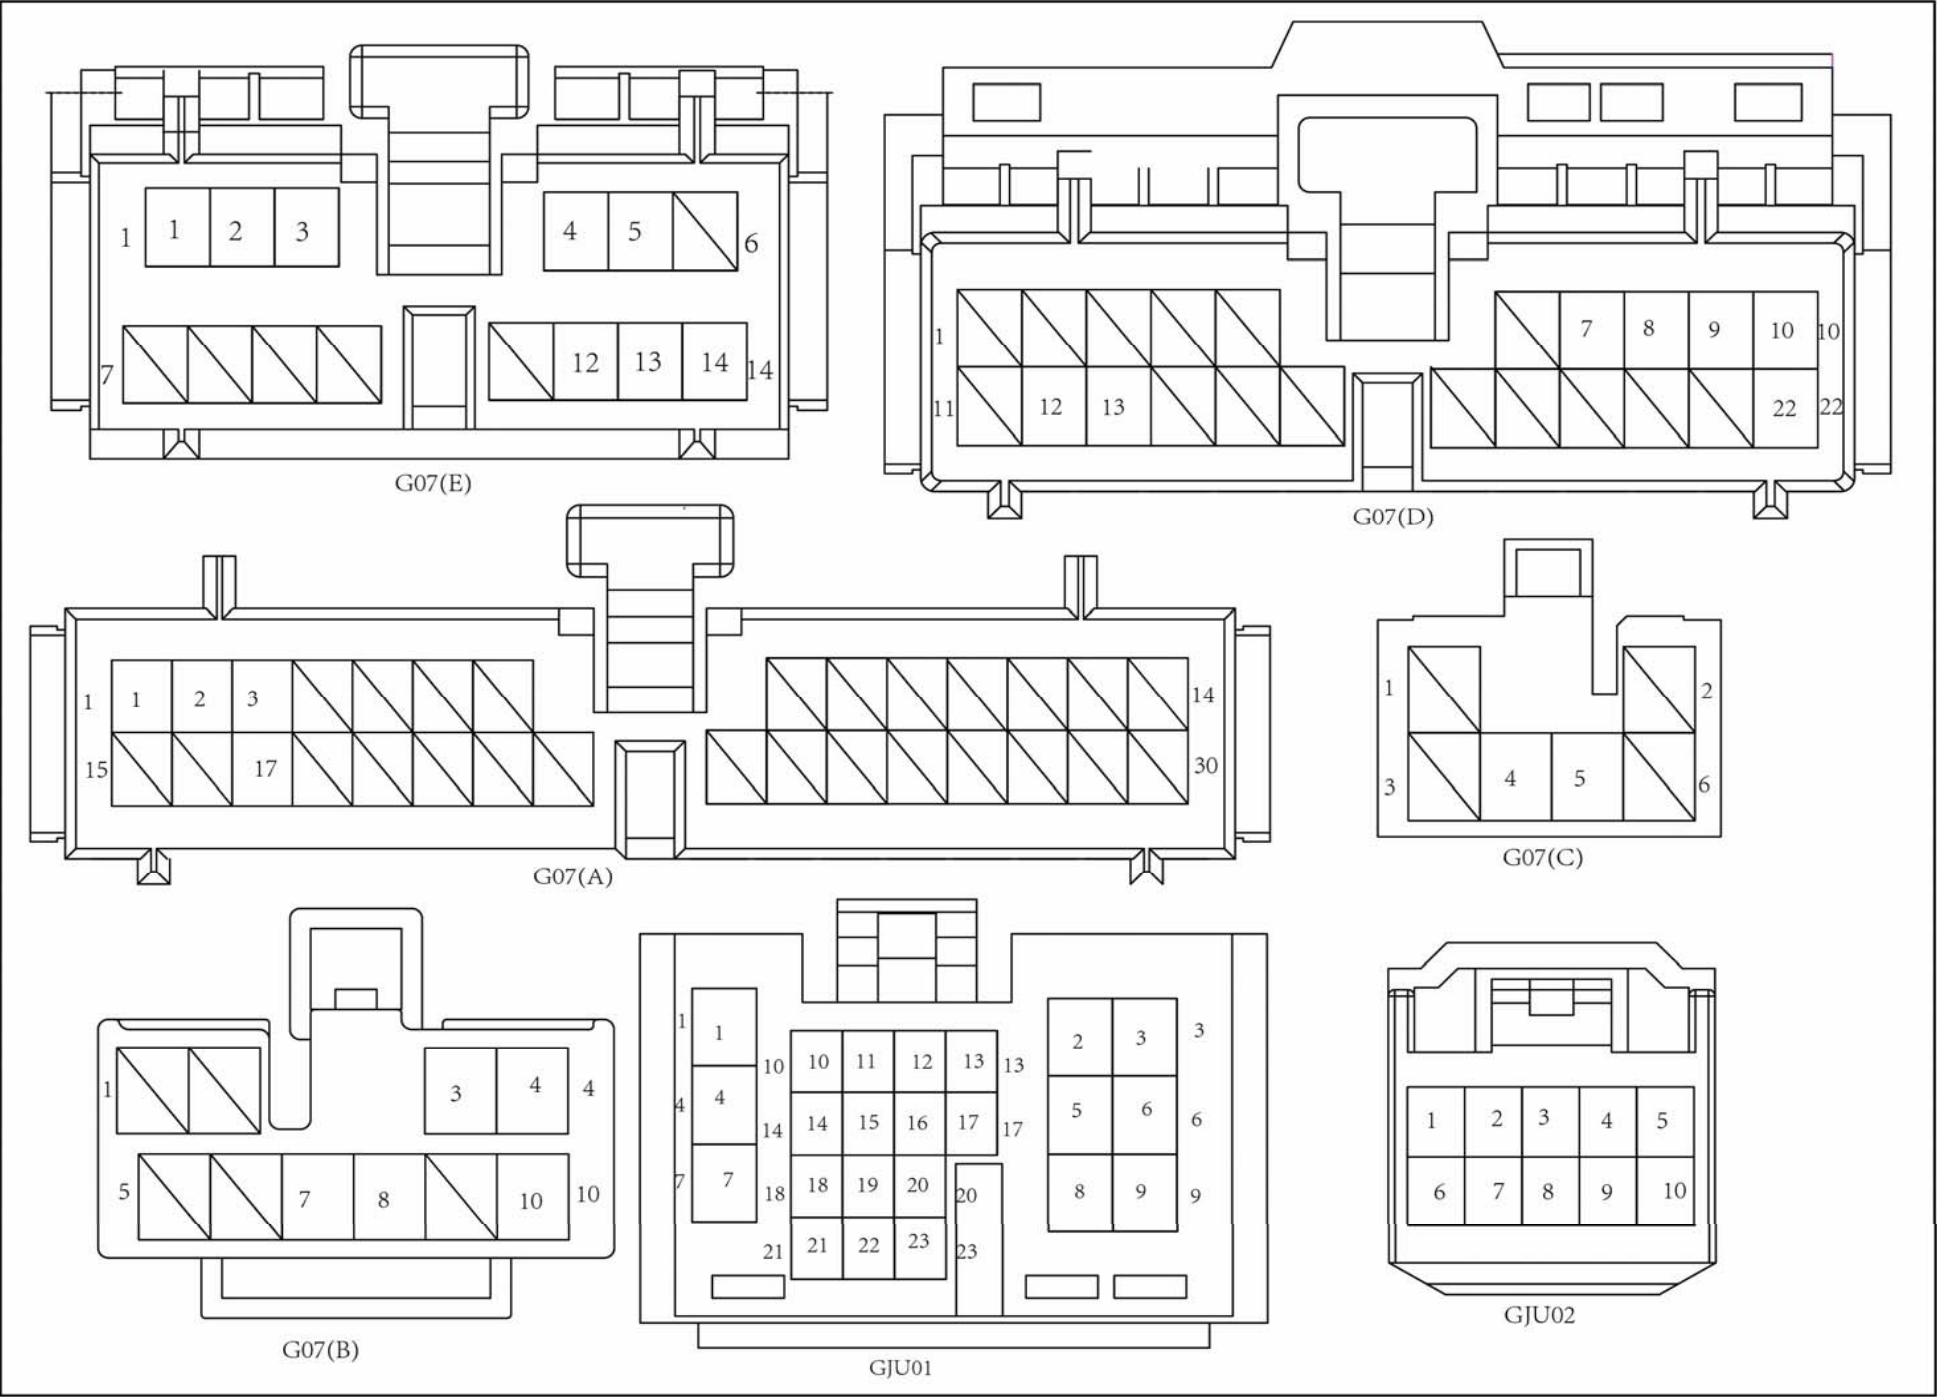 1 1 2 3
4 5 6
7
12 13 14 14
G07(E)
1
7 8 9 10 10
11 12 13
22 22
G07(D)
1 1 2 3
14
15 17
30
G07(A)
1 2
3 4 5 6
G07(C)
1
3 4 4
5 7 8 10 10
G07(B)
1 1
4 4
7 7
10 10 11 12 13 13
14 14 15 16 17 17
18 18 19 20 20
21 21 22 23 23
2 3 3
5 6 6
8 9 9
GJU01
1 2 3 4 5
6 7 8 9 10
GJU02